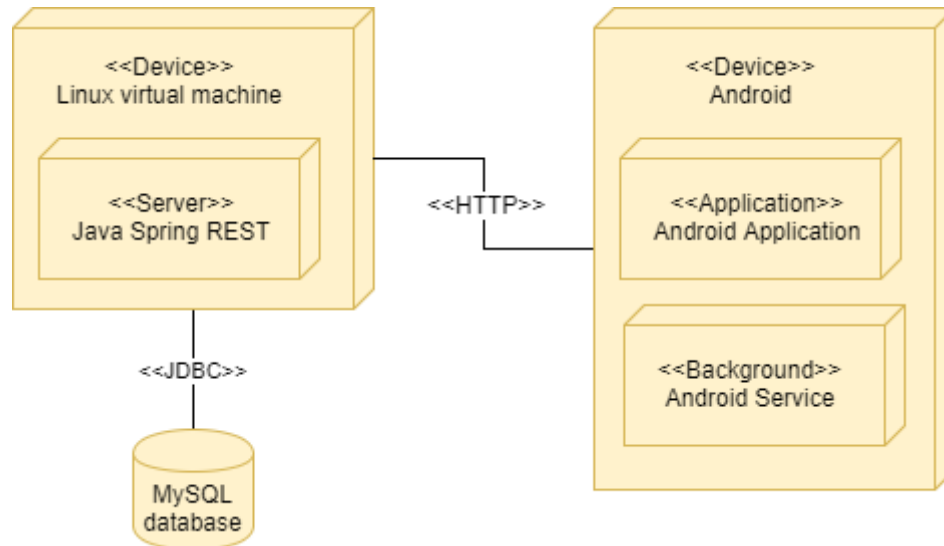 <<Device>>
Linux virtual machine
<<Server>>
Java Spring REST
<<JDBC>>
MySQL
database
<<HTTP>>
<<Device>>
Android
<<Application>>
Android Application
<<Background>>
Android Service